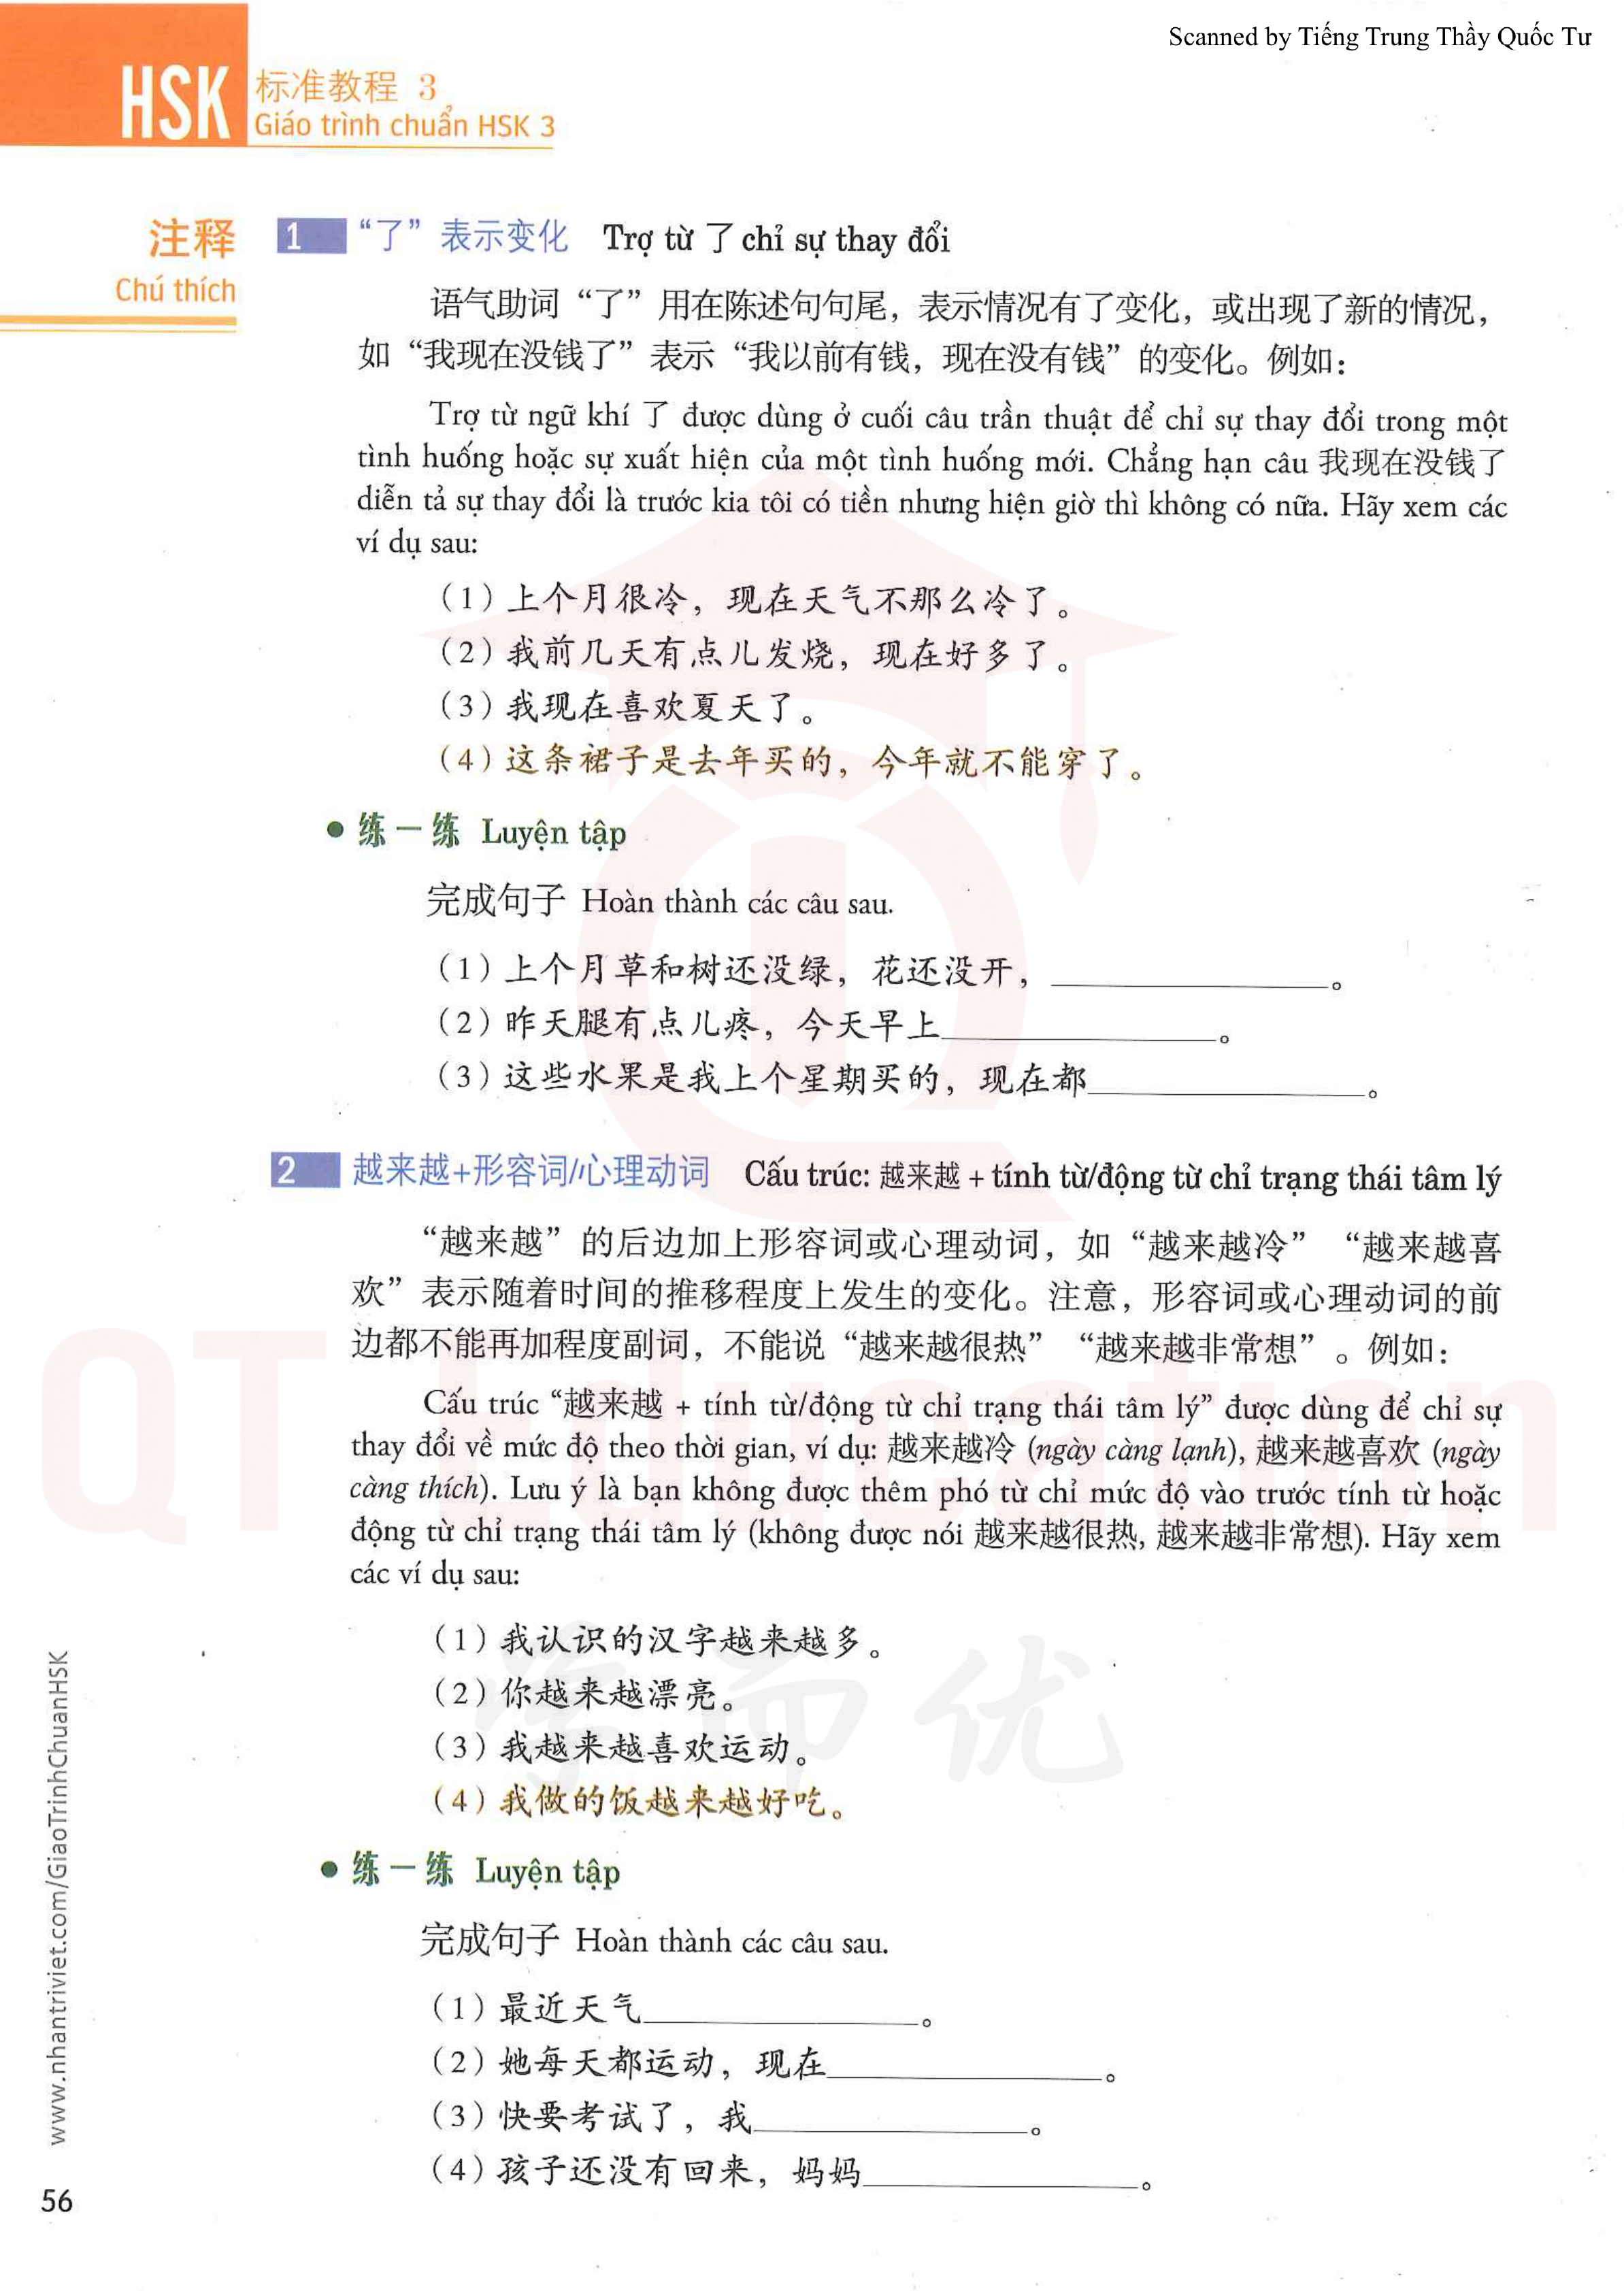 Scanned by Tiếng Trung Thầy Quốc Tư
HSK 标准教程 3
Giáo trình chuẩn HSK 3
注释
Chú thích
1 “了”表示变化 Trợ từ 了 chỉ sự thay đổi
语气助词“了”用在陈述句句尾，表示情况有了变化，或出现了新的情况，
如“我现在没钱了”表示“我以前有钱，现在没有钱”的变化。例如：
Trợ từ ngữ khí 了 được dùng ở cuối câu trần thuật để chỉ sự thay đổi trong một
tình huống hoặc sự xuất hiện của một tình huống mới. Chẳng hạn câu 我现在没钱了
diễn tả sự thay đổi là trước kia tôi có tiền nhưng hiện giờ thì không có nữa. Hãy xem các
ví dụ sau:
（1）上个月很冷，现在天气不那么冷了。
（2）我前几天有点儿发烧，现在好多了。
（3）我现在喜欢夏天了。
（4）这条裙子是去年买的，今年就不能穿了。
● 练一练 Luyện tập
完成句子 Hoàn thành các câu sau.
（1）上个月草和树还没绿，花还没开，____________。
（2）昨天腿有点儿疼，今天早上____________。
（3）这些水果是我上个星期买的，现在都____________。
2 越来越+形容词/心理动词 Cấu trúc: 越来越 + tính từ/động từ chỉ trạng thái tâm lý
“越来越”的后边加上形容词或心理动词，如“越来越冷”“越来越喜
欢”表示随着时间的推移程度上发生的变化。注意，形容词或心理动词的前
边都不能再加程度副词，不能说“越来越很热”“越来越非常想”。例如：
Cấu trúc “越来越 + tính từ/động từ chỉ trạng thái tâm lý” được dùng để chỉ sự
thay đổi về mức độ theo thời gian, ví dụ: 越来越冷 (ngày càng lạnh), 越来越喜欢 (ngày
càng thích). Lưu ý là bạn không được thêm phó từ chỉ mức độ vào trước tính từ hoặc
động từ chỉ trạng thái tâm lý (không được nói 越来越很热, 越来越非常想). Hãy xem
các ví dụ sau:
（1）我认识的汉字越来越多。
（2）你越来越漂亮。
（3）我越来越喜欢运动。
（4）我做的饭越来越好吃。
● 练一练 Luyện tập
完成句子 Hoàn thành các câu sau.
（1）最近天气____________。
（2）她每天都运动，现在____________。
（3）快要考试了，我____________。
（4）孩子还没有回来，妈妈____________。
www.nhantriviet.com/GiaoTrinhChuanHSK
56
QT Education
学而优